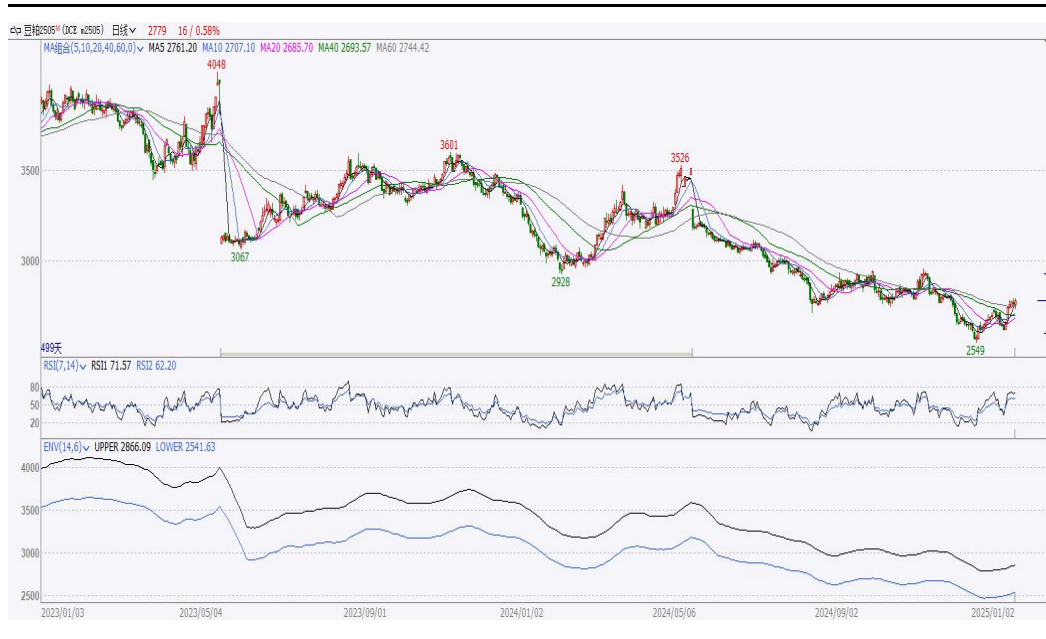 豆粕2505ᴹ (DCE m2505) 日线 2779 16 / 0.58%
MA组合(5,10,20,40,60,0) MA5 2761.20 MA10 2707.10 MA20 2685.70 MA40 2693.57 MA60 2744.42
4048
3601
3526
3500
3067
3000
2928
2549
499天
RSI(7,14) RSI1 71.57 RSI2 62.20
80
50
20
ENV(14,6) UPPER 2866.09 LOWER 2541.63
4000
3500
3000
2500
2023/01/03 2023/05/04 2023/09/01 2024/01/02 2024/05/06 2024/09/02 2025/01/02